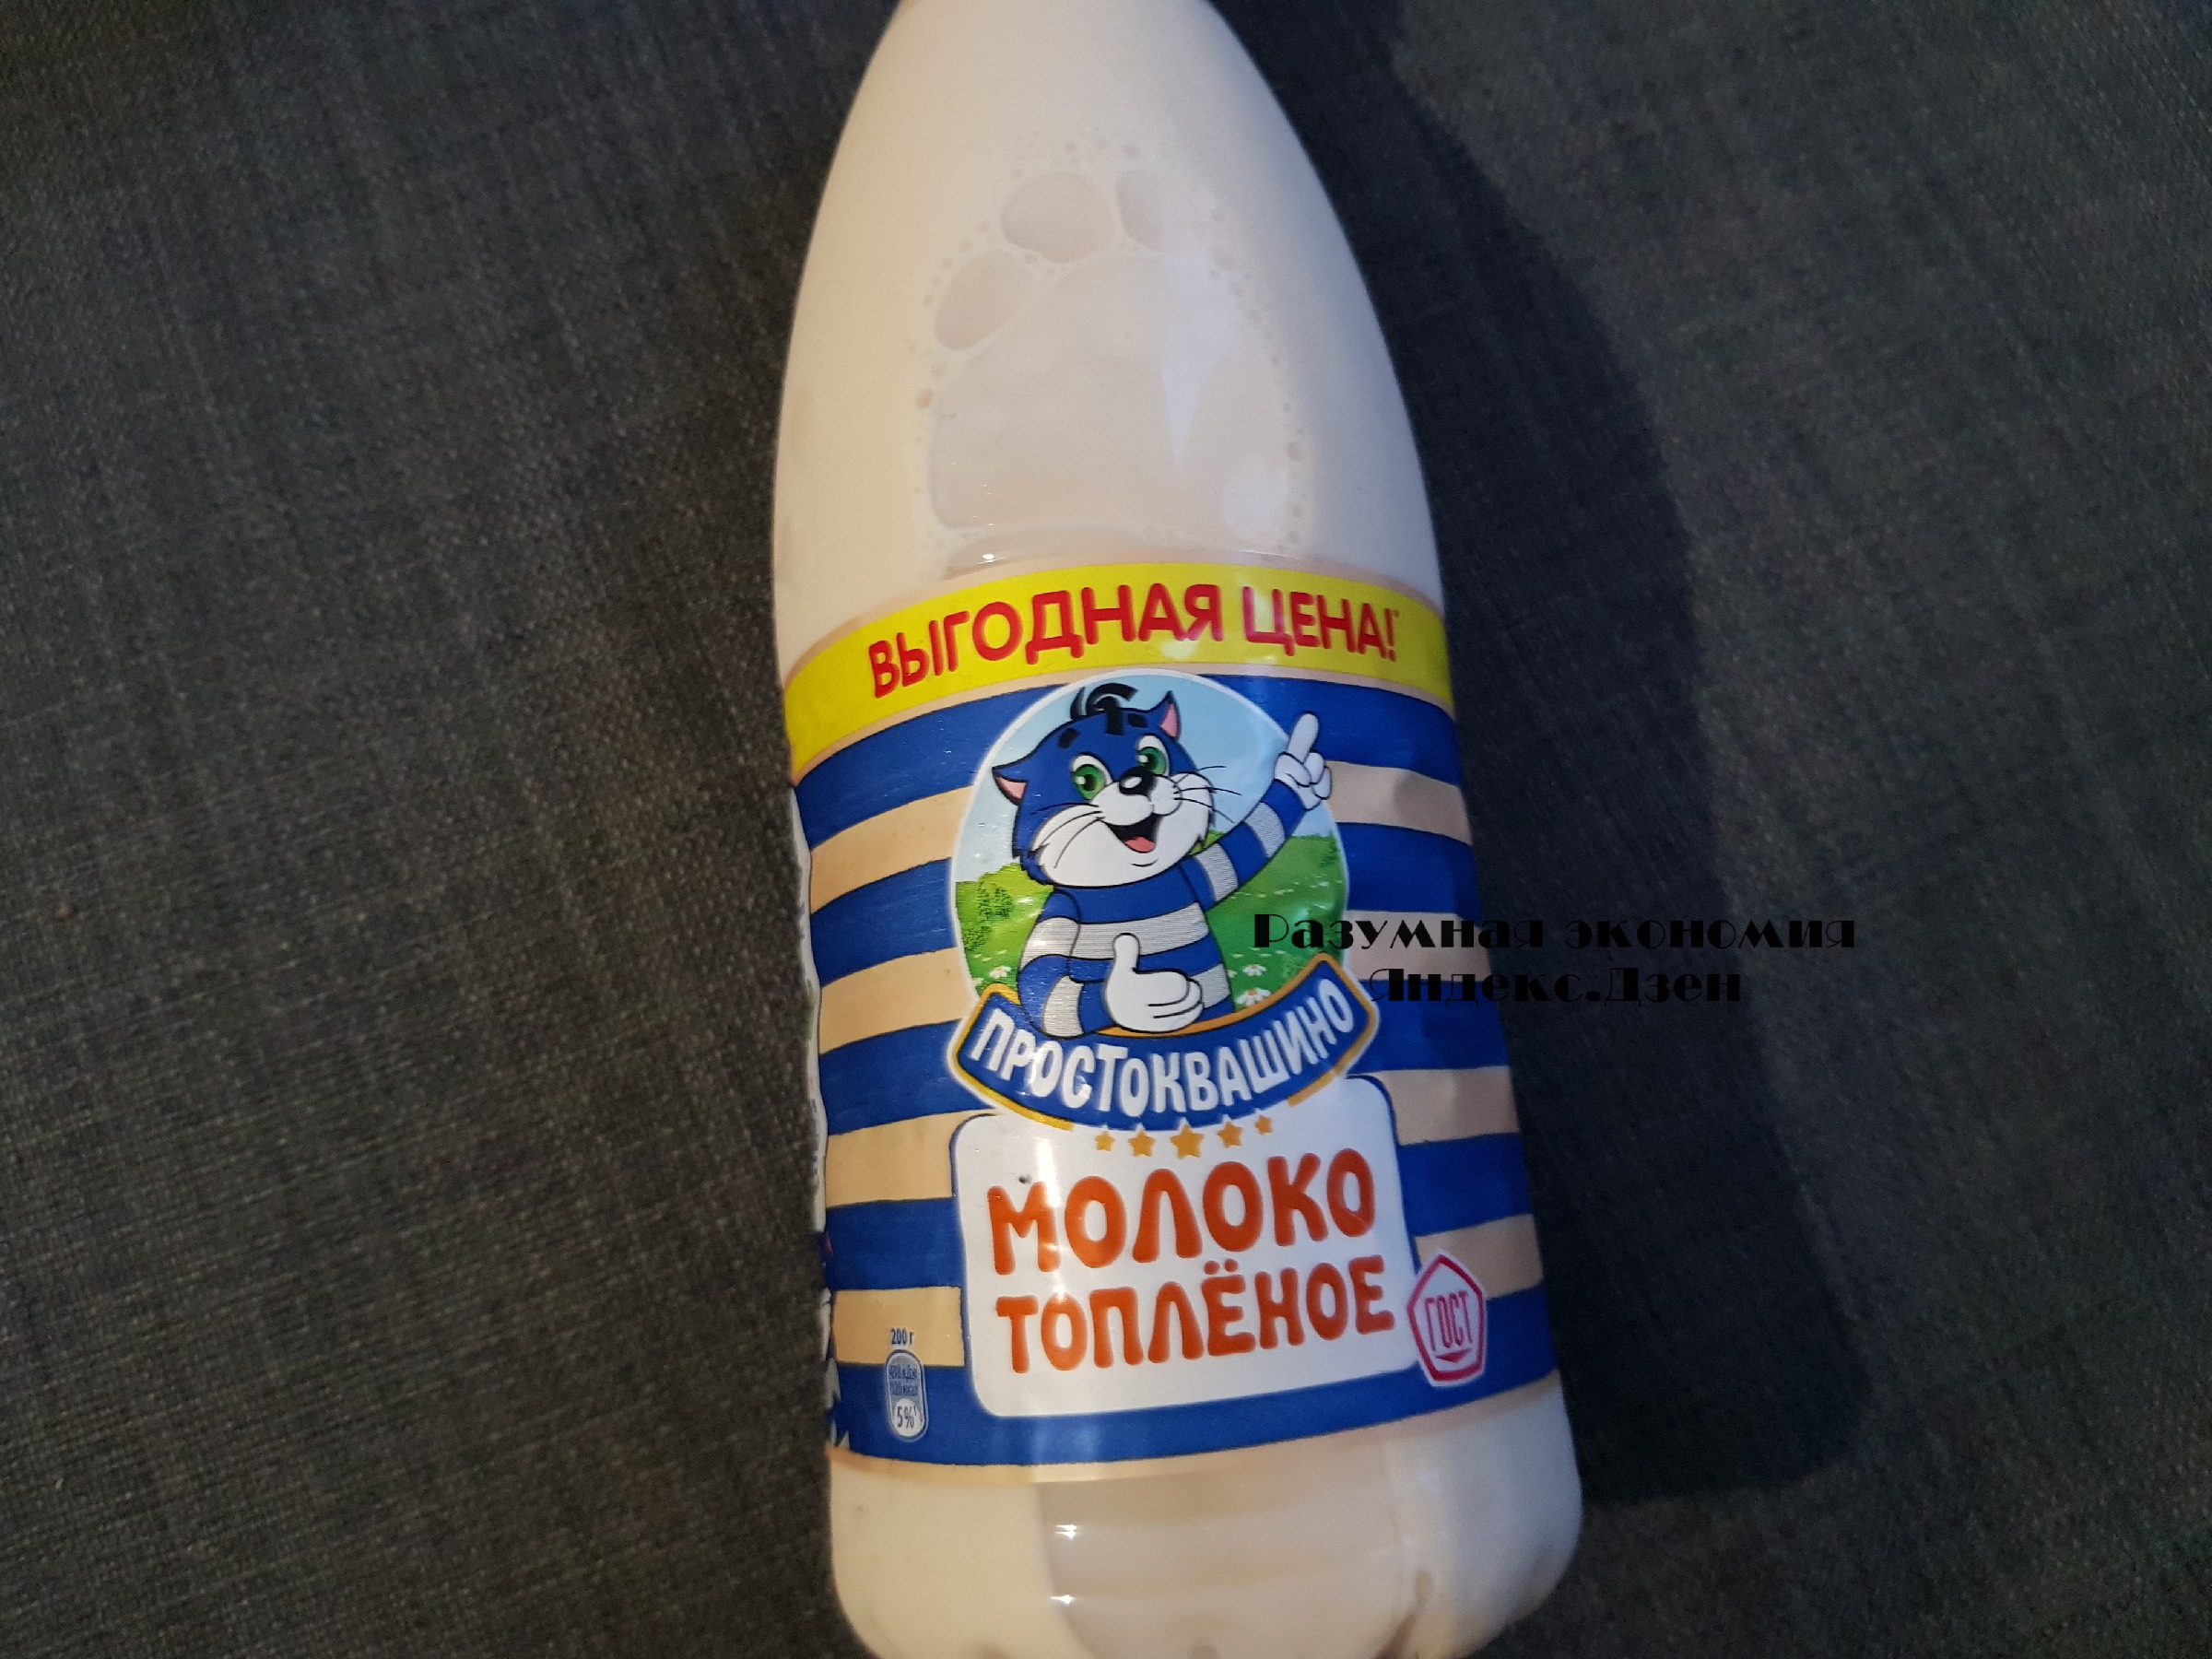 ВЫГОДНАЯ ЦЕНА!*
Разумная экономия
Яндекс.Дзен
ПРОСТОКВАШИНО
МОЛОКО
ТОПЛЁНОЕ
ГОСТ
200 г
5%*